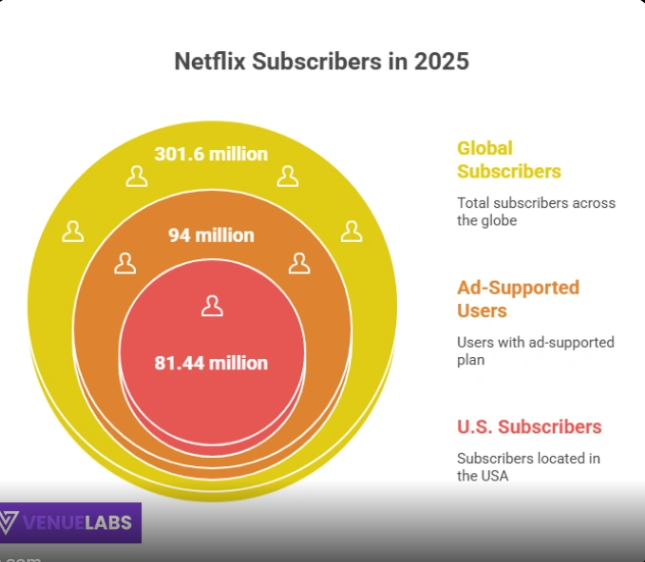 Netflix Subscribers in 2025
301.6 million
94 million
81.44 million
Global
Subscribers
Total subscribers across
the globe
Ad-Supported
Users
Users with ad-supported
plan
U.S. Subscribers
Subscribers located in
the USA
VENUELABS